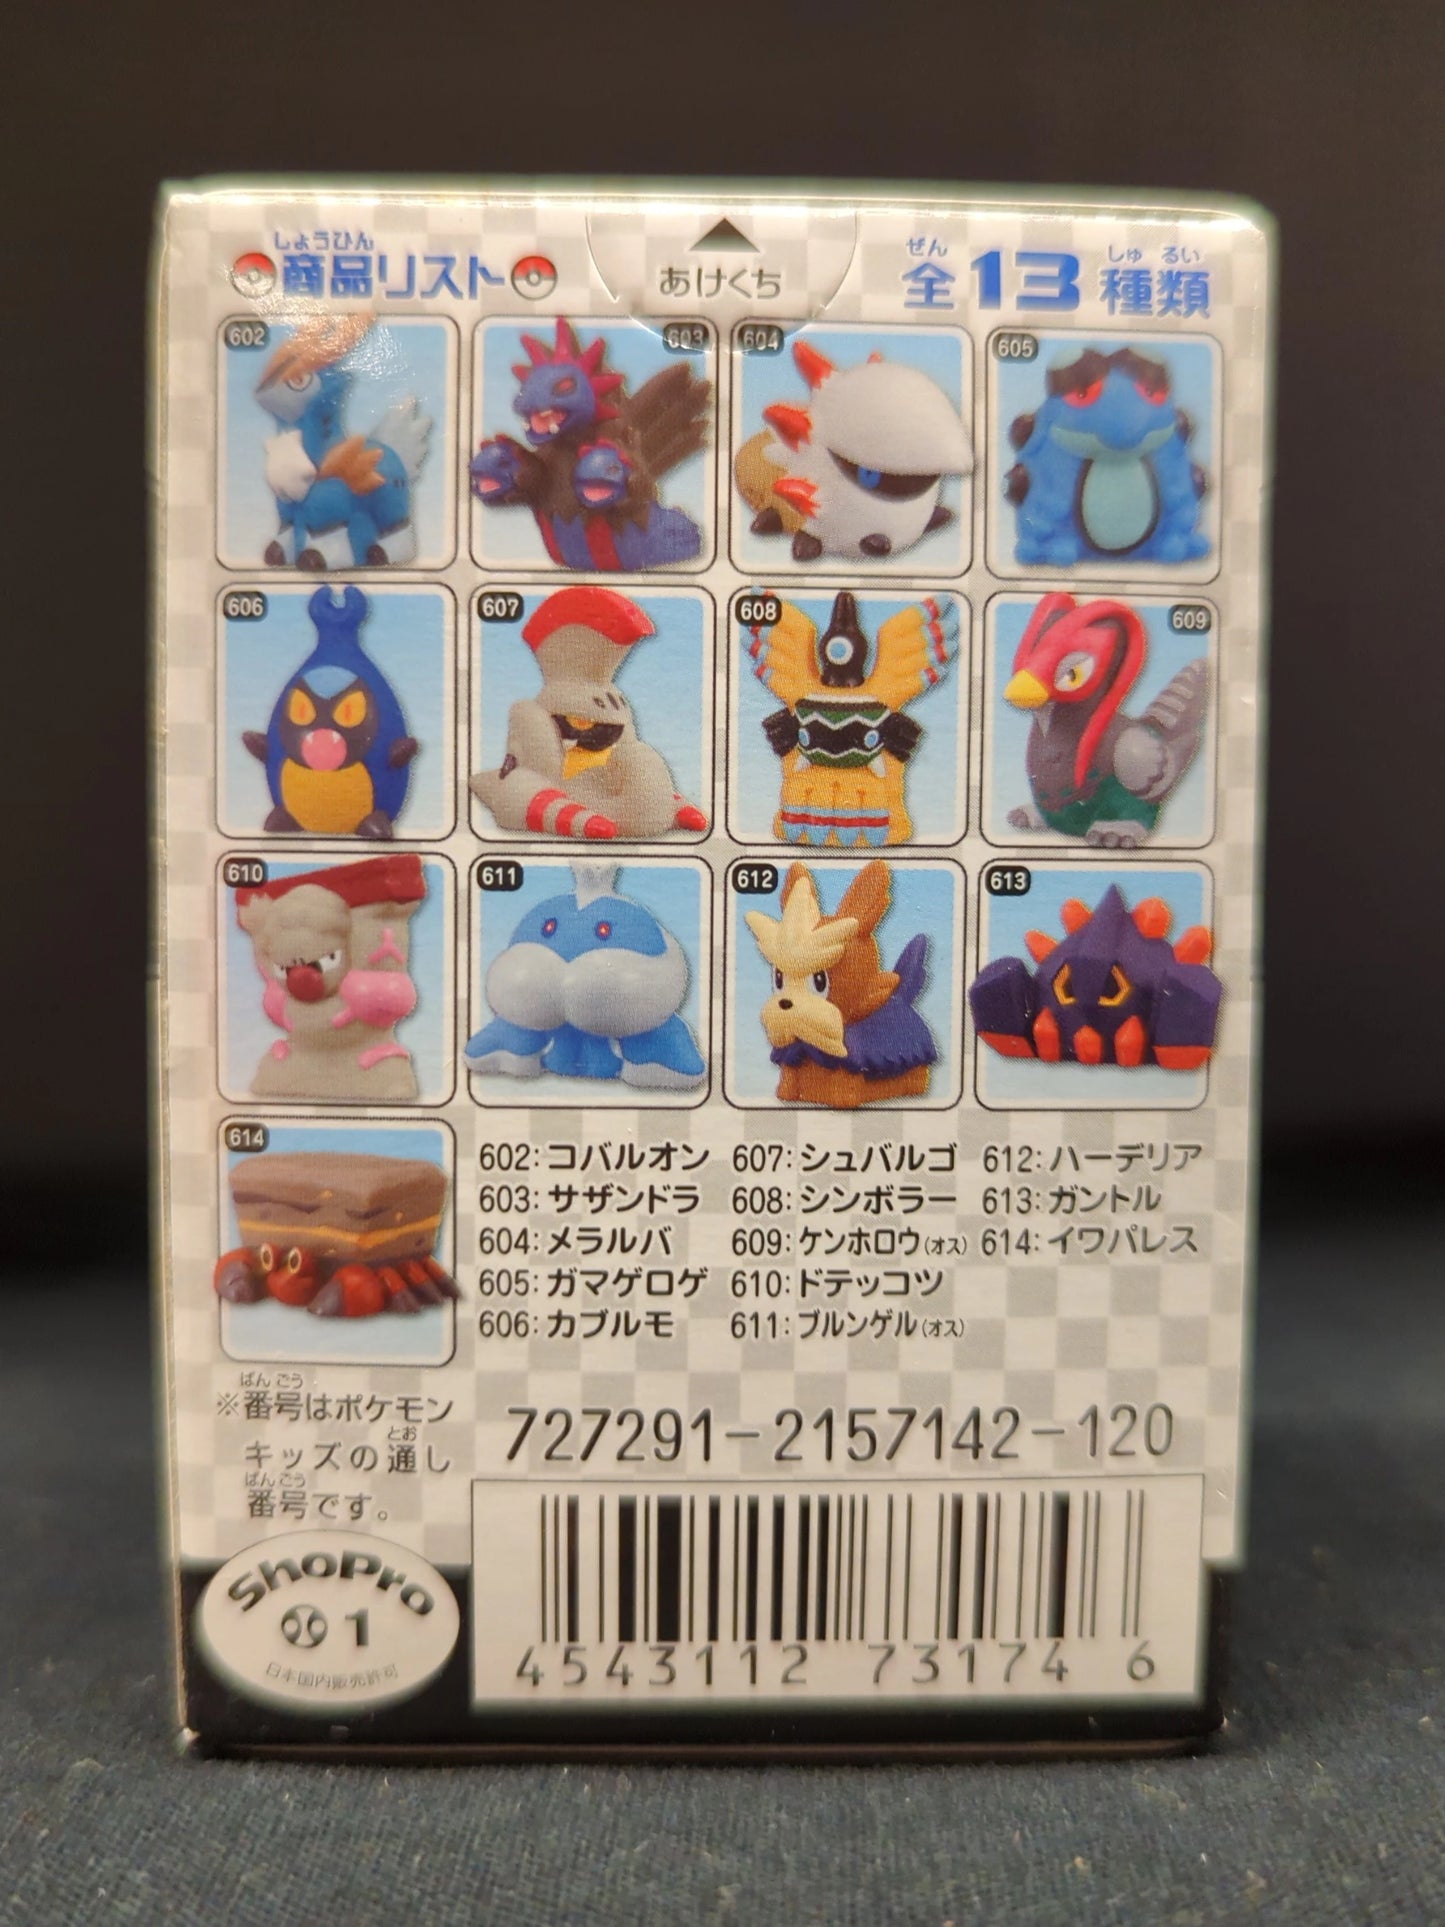 しょうひん
商品リスト
あけくち
ぜん しゅ るい
全13種類
602 603 604 605
606 607 608 609
610 611 612 613
614
602:コバルオン 607:シュバルゴ 612:ハーデリア
603:サザンドラ 608:シンボラー 613:ガントル
604:メラルバ 609:ケンホロウ(オス) 614:イワパレス
605:ガマゲロゲ 610:ドテッコツ
606:カブルモ 611:ブルンゲル(オス)
ばんごう
※番号はポケモン
とお
キッズの通し
ばんごう
番号です。
727291-2157142-120
ShoPro
1
日本国内販売許可
4543112 731746